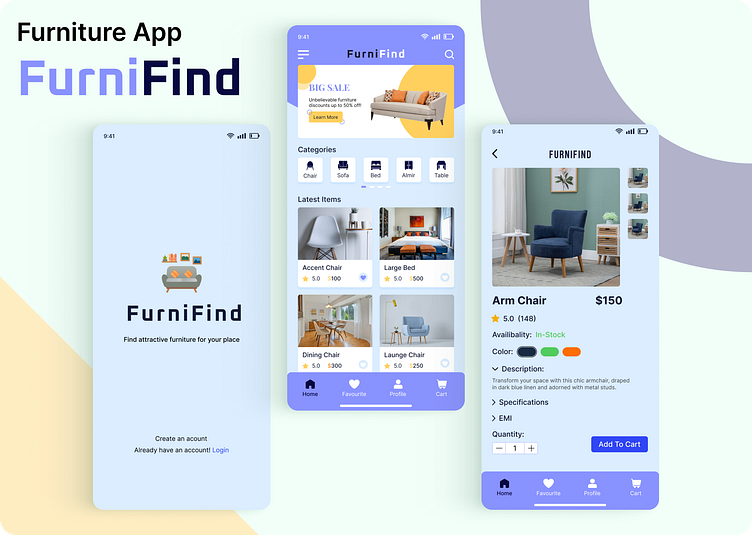 Furniture App
FurniFind
9:41
FurniFind
Find attractive furniture for your place
Create an acount
Already have an account! Login
9:41
FurniFind
BIG SALE
Unbelievable furniture
discounts up to 50% off!
Learn More
Categories
Chair
Sofa
Bed
Almir
Table
Latest Items
Accent Chair
5.0 $100
Large Bed
5.0 $500
Dining Chair
5.0 $300
Launge Chair
5.0 $250
Home
Favourite
Profile
Cart
9:41
FURNIFIND
Arm Chair $150
5.0 (148)
Availibality: In-Stock
Color:
Description:
Transform your space with this chic armchair, draped
in dark blue linen and adorned with metal studs.
Specifications
EMI
Quantity:
1
Add To Cart
Home
Favourite
Profile
Cart